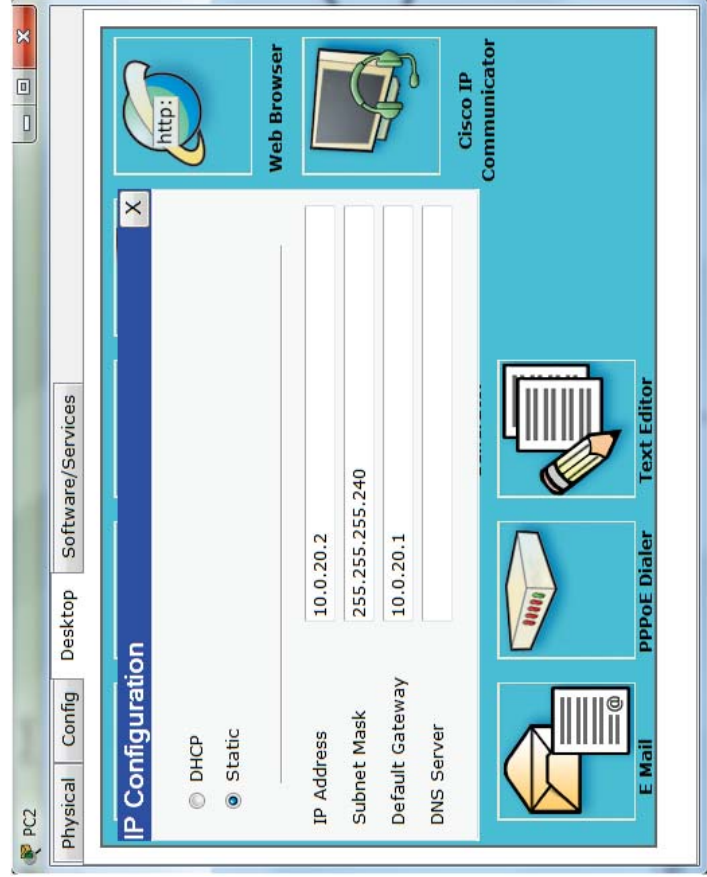 PC2
Physical Config Desktop Software/Services
IP Configuration X
DHCP
Static
IP Address 10.0.20.2
Subnet Mask 255.255.255.240
Default Gateway 10.0.20.1
DNS Server
http:
Web Browser
Cisco IP
Communicator
@
E Mail
PPPoE Dialer
Text Editor